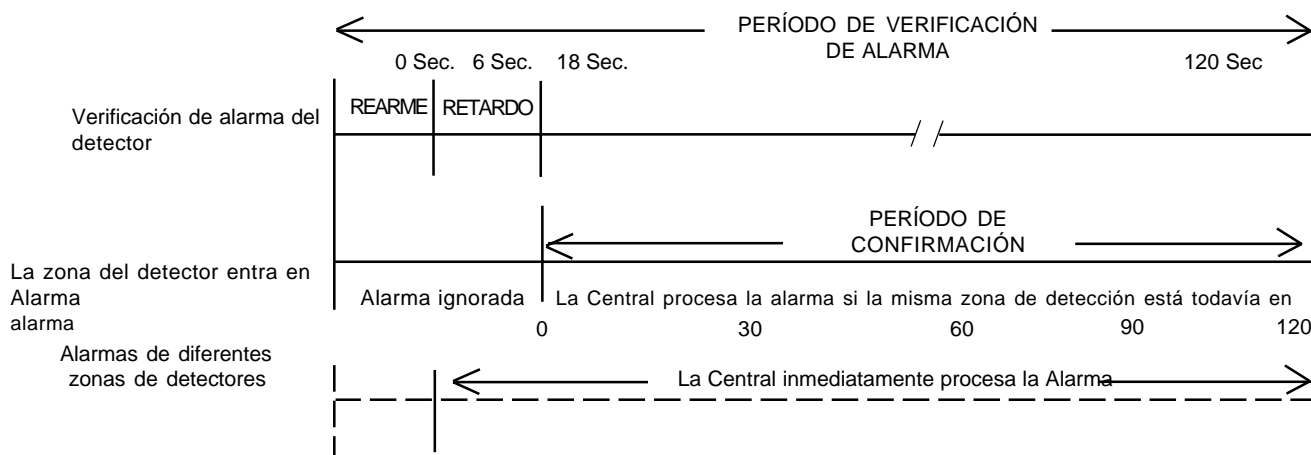 PERÍODO DE VERIFICACIÓN
DE ALARMA
0 Sec. 6 Sec. 18 Sec. 120 Sec
REARME RETARDO
Verificación de alarma del
detector
PERÍODO DE
CONFIRMACIÓN
La zona del detector entra en
Alarma
alarma
Alarma ignorada La Central procesa la alarma si la misma zona de detección está todavía en
0 30 60 90 120
Alarmas de diferentes
zonas de detectores
La Central inmediatamente procesa la Alarma